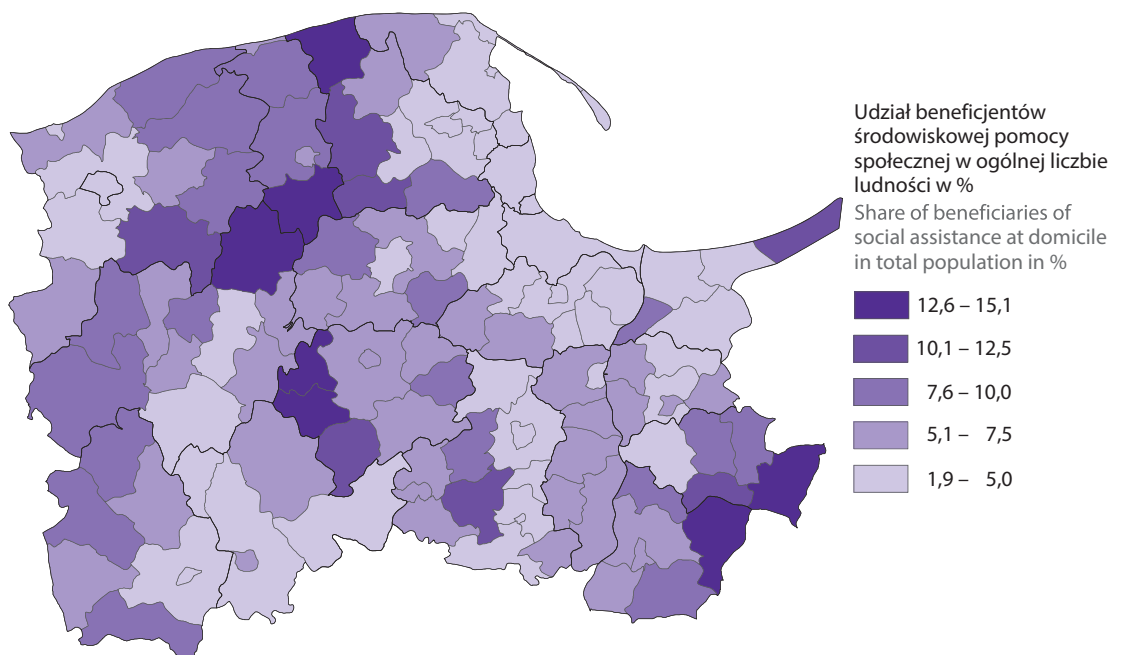 Udział beneficjentów
środowiskowej pomocy
społecznej w ogólnej liczbie
ludności w %
Share of beneficiaries of
social assistance at domicile
in total population in %
12,6 – 15,1
10,1 – 12,5
7,6 – 10,0
5,1 – 7,5
1,9 – 5,0